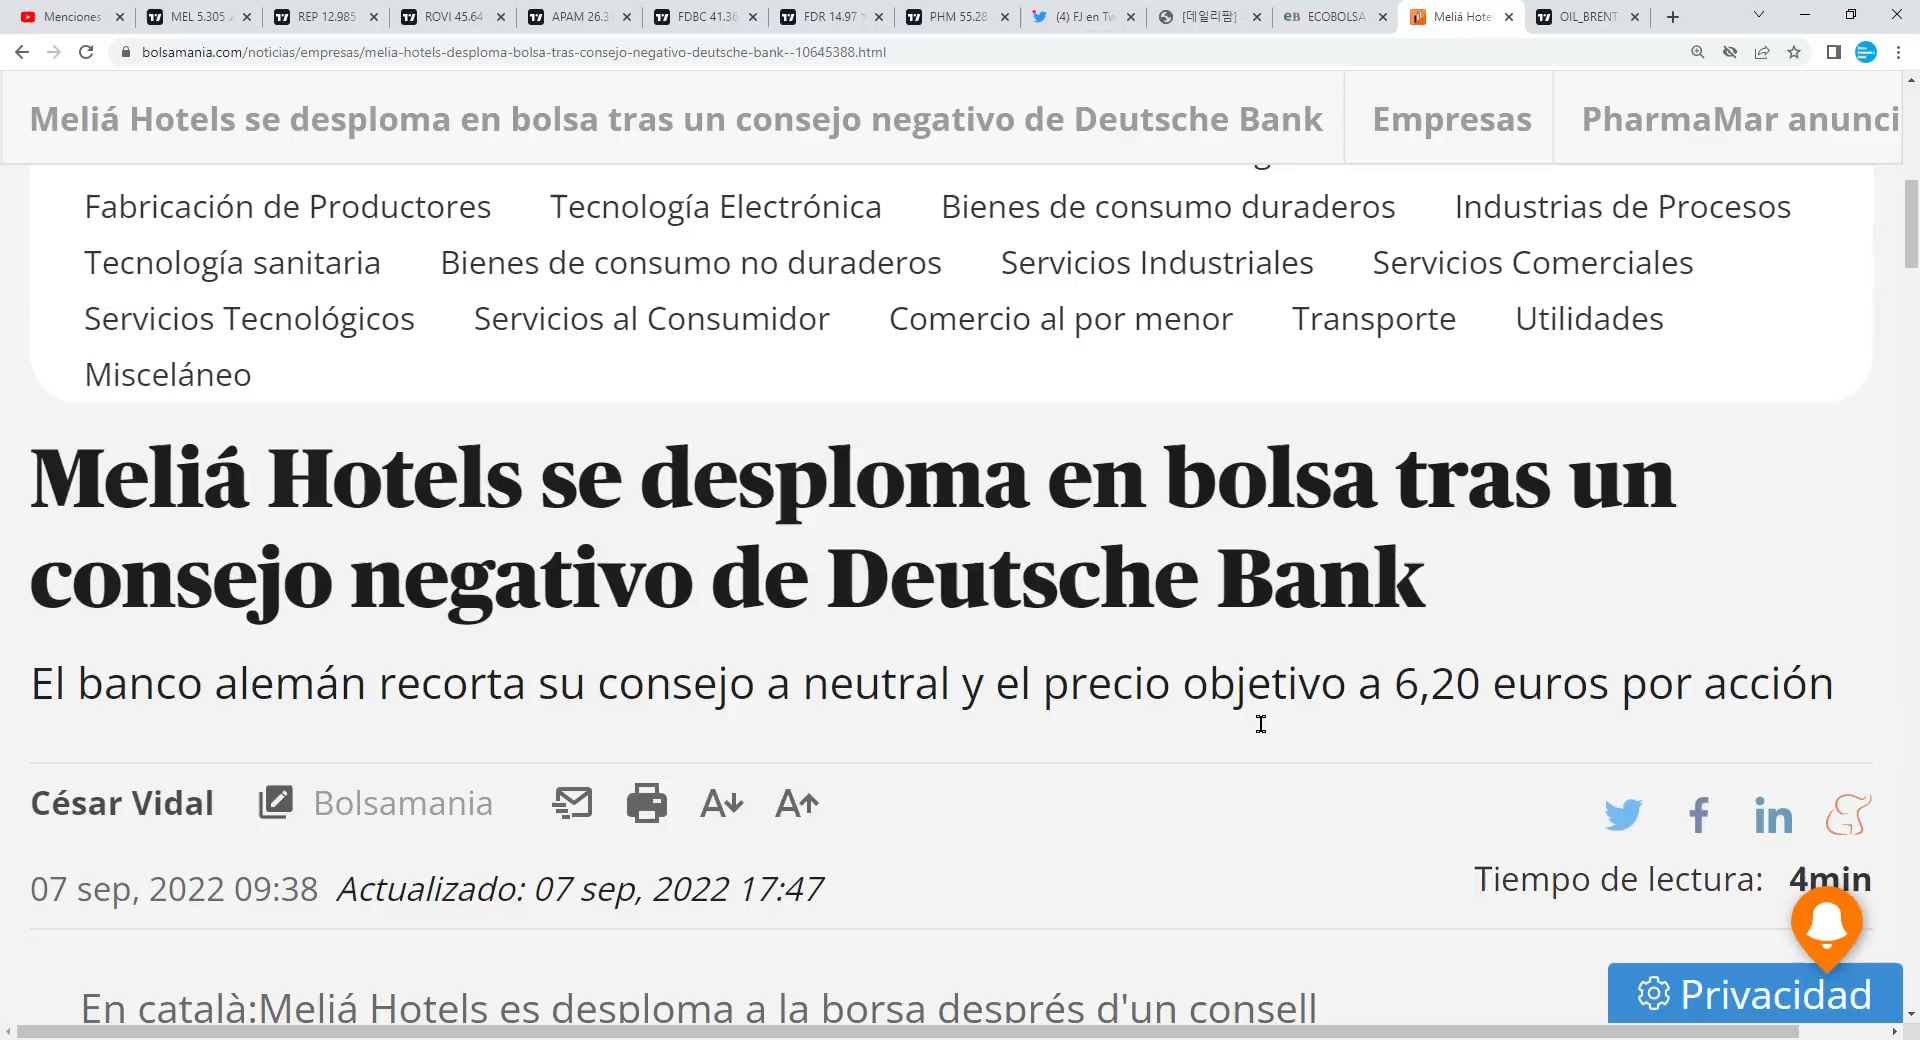 Menciones
MEL 5.305
REP 12.985
ROVI 45.64
APAM 26.3
FDBC 41.36
FDR 14.97
PHM 55.28
(4) FJ en Tw
[데일리팜]
ECOBOLSA
Meliá Hote
OIL_BRENT
bolsamania.com/noticias/empresas/melia-hotels-desploma-bolsa-tras-consejo-negativo-deutsche-bank--10645388.html
Meliá Hotels se desploma en bolsa tras un consejo negativo de Deutsche Bank Empresas PharmaMar anunci
Fabricación de Productores Tecnología Electrónica Bienes de consumo duraderos Industrias de Procesos
Tecnología sanitaria Bienes de consumo no duraderos Servicios Industriales Servicios Comerciales
Servicios Tecnológicos Servicios al Consumidor Comercio al por menor Transporte Utilidades
Misceláneo
Meliá Hotels se desploma en bolsa tras un
consejo negativo de Deutsche Bank
El banco alemán recorta su consejo a neutral y el precio objetivo a 6,20 euros por acción
César Vidal Bolsamania A A
07 sep, 2022 09:38 Actualizado: 07 sep, 2022 17:47
Tiempo de lectura: 4min
En català:Meliá Hotels es desploma a la borsa després d'un consell
Privacidad